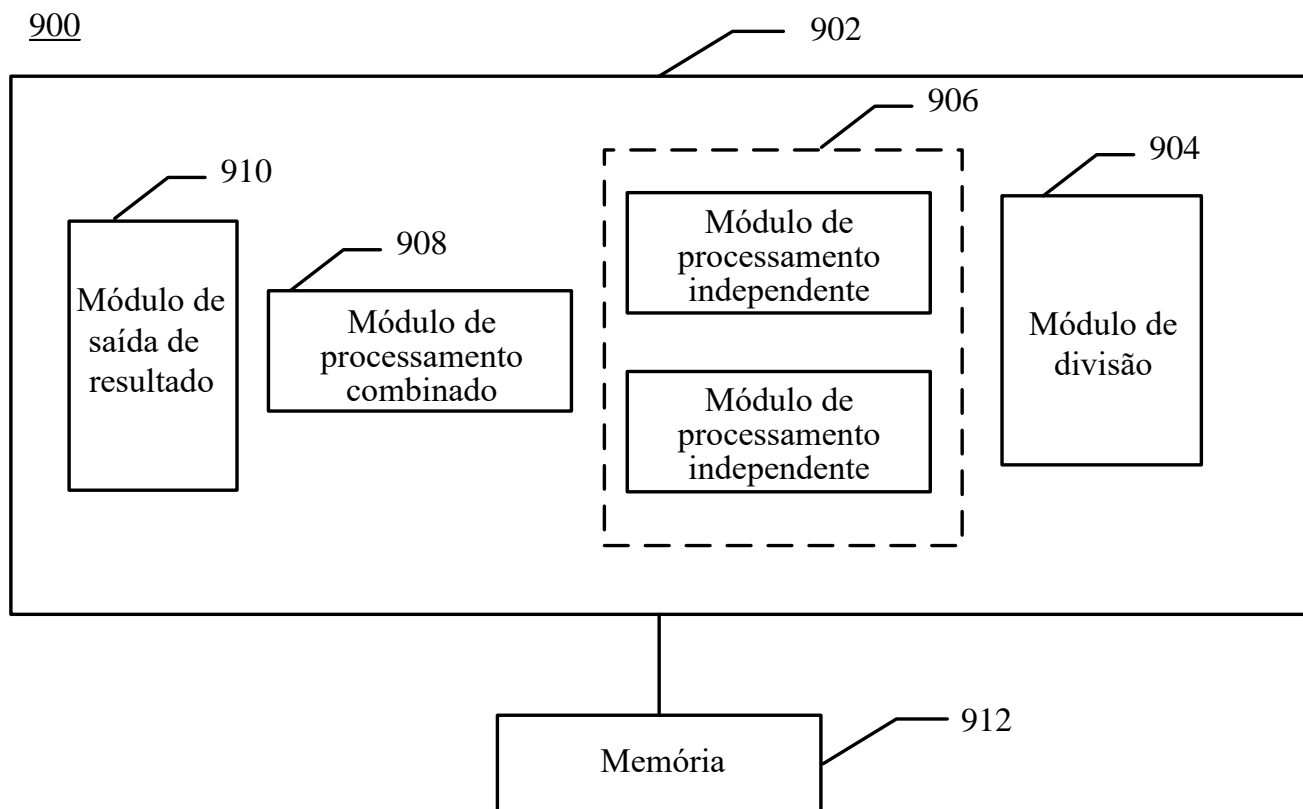 900
902
906
904
910
908
Módulo de
processamento
independente
Módulo de
saída de
resultado
Módulo de
processamento
combinado
Módulo de
divisão
Módulo de
processamento
independente
912
Memória